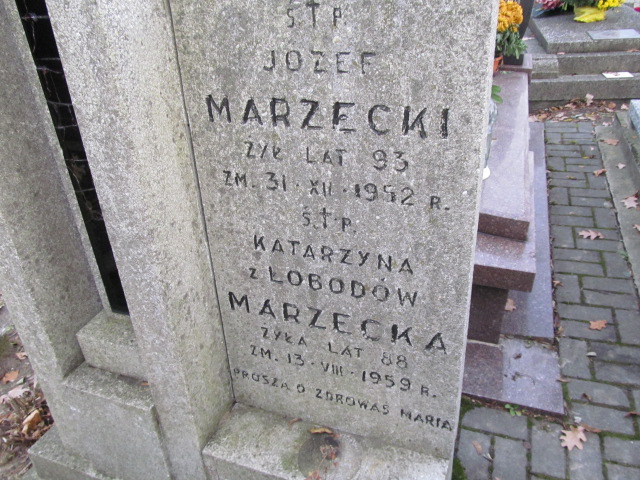 Ś✝P.
JÓZEF
MARZECKI
ŻYŁ LAT 93
ZM. 31·XII·1952 R.
Ś✝P.
KATARZYNA
z ŁOBODÓW
MARZECKA
ŻYŁA LAT 88
ZM. 13·VIII·1959 R.
PROSZĄ O ZDROWAŚ MARIA